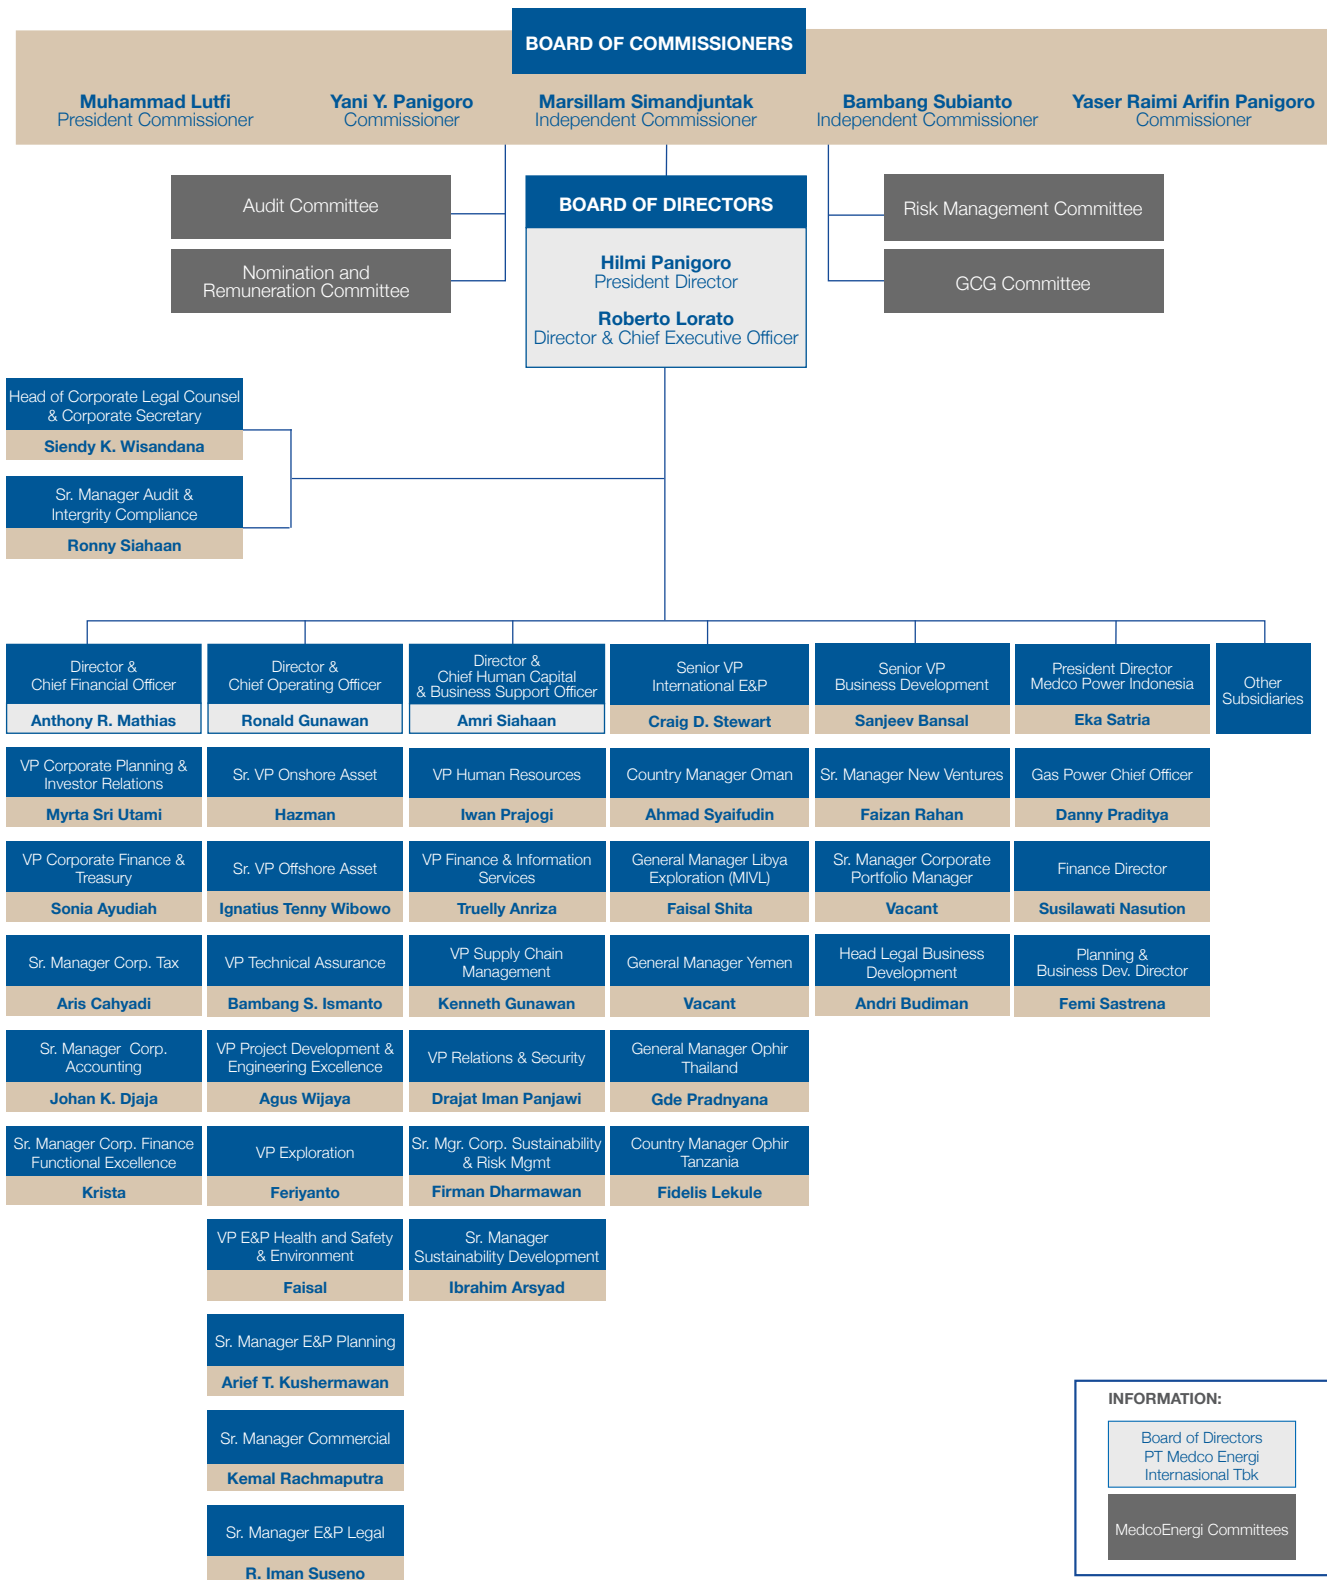 BOARD OF COMMISSIONERS
Muhammad Lutfi
President Commissioner
Yani Y. Panigoro
Commissioner
Marsillam Simandjuntak
Independent Commissioner
Bambang Subianto
Independent Commissioner
Yaser Raimi Arifin Panigoro
Commissioner
Audit Committee
Nomination and
Remuneration Committee
BOARD OF DIRECTORS
Hilmi Panigoro
President Director
Roberto Lorato
Director & Chief Executive Officer
Risk Management Committee
GCG Committee
Head of Corporate Legal Counsel
& Corporate Secretary
Siendy K. Wisandana
Sr. Manager Audit &
Intergrity Compliance
Ronny Siahaan
Director &
Chief Financial Officer
Anthony R. Mathias
VP Corporate Planning &
Investor Relations
Myrta Sri Utami
VP Corporate Finance &
Treasury
Sonia Ayudiah
Sr. Manager Corp. Tax
Aris Cahyadi
Sr. Manager Corp.
Accounting
Johan K. Djaja
Sr. Manager Corp. Finance
Functional Excellence
Krista
Director &
Chief Operating Officer
Ronald Gunawan
Sr. VP Onshore Asset
Hazman
Sr. VP Offshore Asset
Ignatius Tenny Wibowo
VP Technical Assurance
Bambang S. Ismanto
VP Project Development &
Engineering Excellence
Agus Wijaya
VP Exploration
Feriyanto
VP E&P Health and Safety
& Environment
Faisal
Sr. Manager E&P Planning
Arief T. Kushermawan
Sr. Manager Commercial
Kemal Rachmaputra
Sr. Manager E&P Legal
R. Iman Suseno
Director &
Chief Human Capital
& Business Support Officer
Amri Siahaan
VP Human Resources
Iwan Prajogi
VP Finance & Information
Services
Truelly Anriza
VP Supply Chain
Management
Kenneth Gunawan
VP Relations & Security
Drajat Iman Panjawi
Sr. Mgr. Corp. Sustainability
& Risk Mgmt
Firman Dharmawan
Sr. Manager
Sustainability Development
Ibrahim Arsyad
Senior VP
International E&P
Craig D. Stewart
Country Manager Oman
Ahmad Syaifudin
General Manager Libya
Exploration (MIVL)
Faisal Shita
General Manager Yemen
Vacant
General Manager Ophir
Thailand
Gde Pradnyana
Country Manager Ophir
Tanzania
Fidelis Lekule
Senior VP
Business Development
Sanjeev Bansal
Sr. Manager New Ventures
Faizan Rahan
Sr. Manager Corporate
Portfolio Manager
Vacant
Head Legal Business
Development
Andri Budiman
President Director
Medco Power Indonesia
Eka Satria
Gas Power Chief Officer
Danny Praditya
Finance Director
Susilawati Nasution
Planning &
Business Dev. Director
Femi Sastrena
Other
Subsidiaries
INFORMATION:
Board of Directors
PT Medco Energi
Internasional Tbk
MedcoEnergi Committees